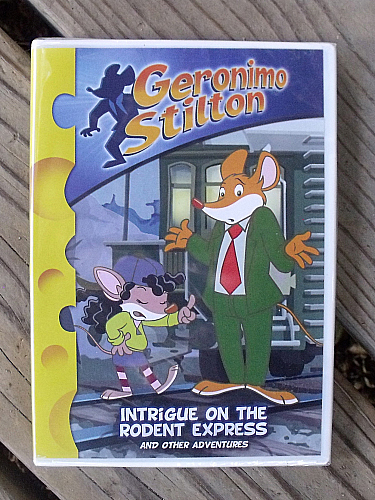 Geronimo
Stilton
INTRIGUE ON THE
RODENT EXPRESS
AND OTHER ADVENTURES